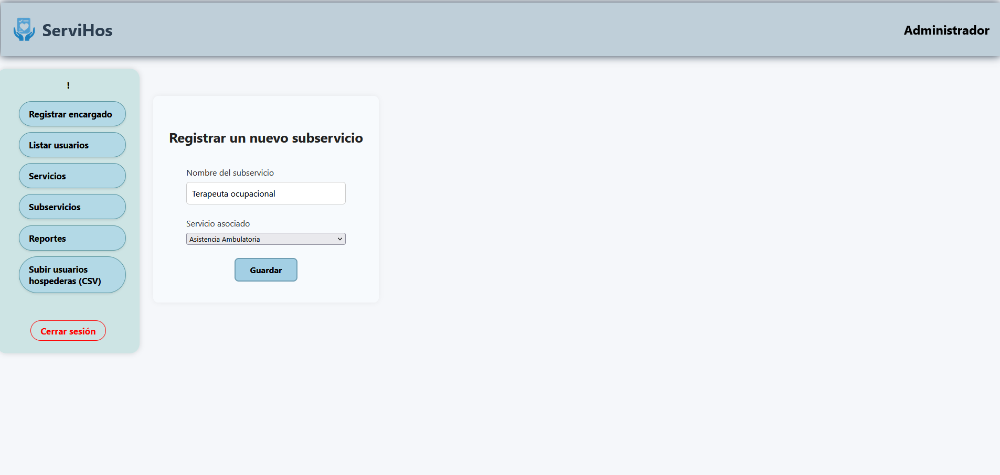 ServiHos
Administrador
!
Registrar encargado
Listar usuarios
Servicios
Subservicios
Reportes
Subir usuarios
hospederas (CSV)
Cerrar sesión
Registrar un nuevo subservicio
Nombre del subservicio
Terapeuta ocupacional
Servicio asociado
Asistencia Ambulatoria
Guardar